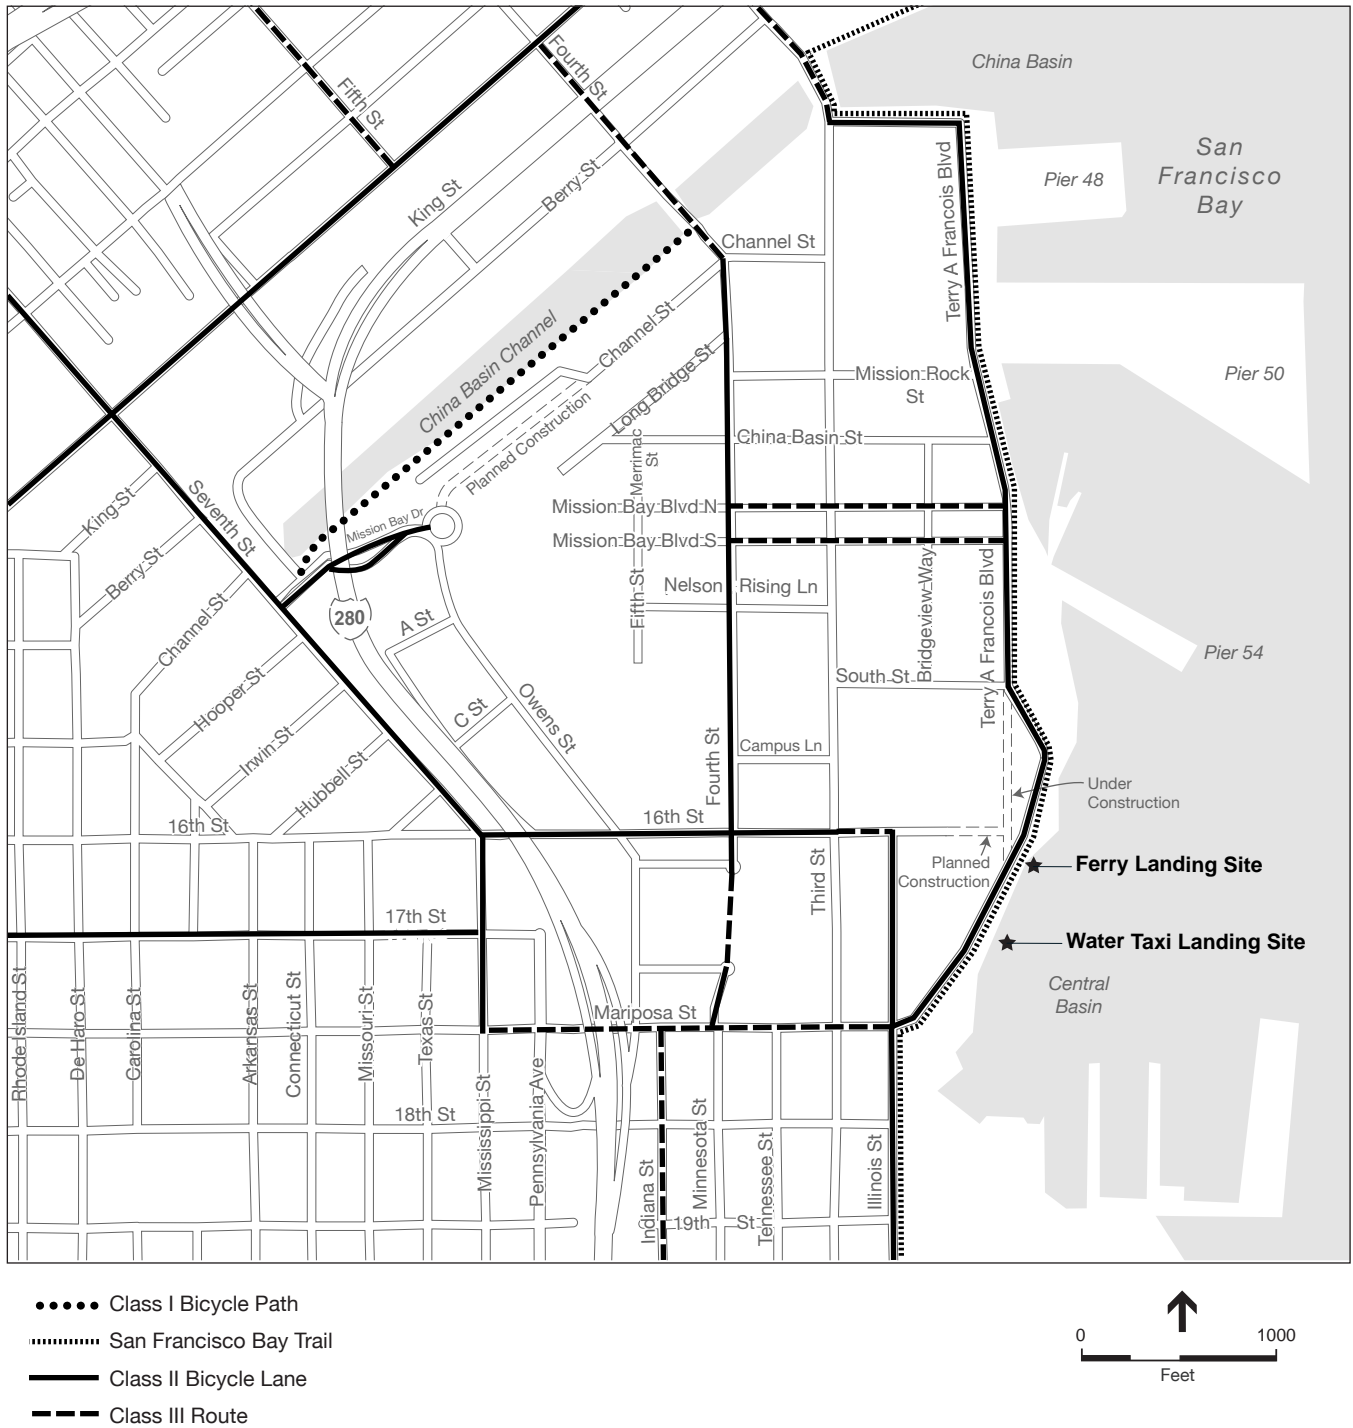 China Basin
Fourth St
Fifth St
San
Francisco
Bay
Pier 48
Terry A Francois Blvd
King St
Berry St
Channel St
China Basin Channel
Channel St
Long Bridge St
Mission Rock
St
Pier 50
Planned Construction
China Basin St
Merrimac
St
King St
Seventh St
Mission Bay Dr
Mission Bay Blvd N
Mission Bay Blvd S
Berry St
Channel St
280
A St
Fifth St
Nelson Rising Ln
Bridgeview Way
Terry A Francois Blvd
Pier 54
Hooper St
C St
Owens St
South St
Irwin St
Hubbell St
Fourth St
Campus Ln
Under
Construction
16th St
16th St
Third St
Planned
Construction
Ferry Landing Site
17th St
Water Taxi Landing Site
Central
Basin
Rhode Island St
De Haro St
Carorina St
Arkansas St
Connecticut St
Missouri St
Texas St
Mariposa St
Mississippi St
Pennsylvania Ave
18th St
Indiana St
Minnesota St
Tennessee St
Illinois St
19th St
Class I Bicycle Path
San Francisco Bay Trail
Class II Bicycle Lane
Class III Route
0 1000
Feet